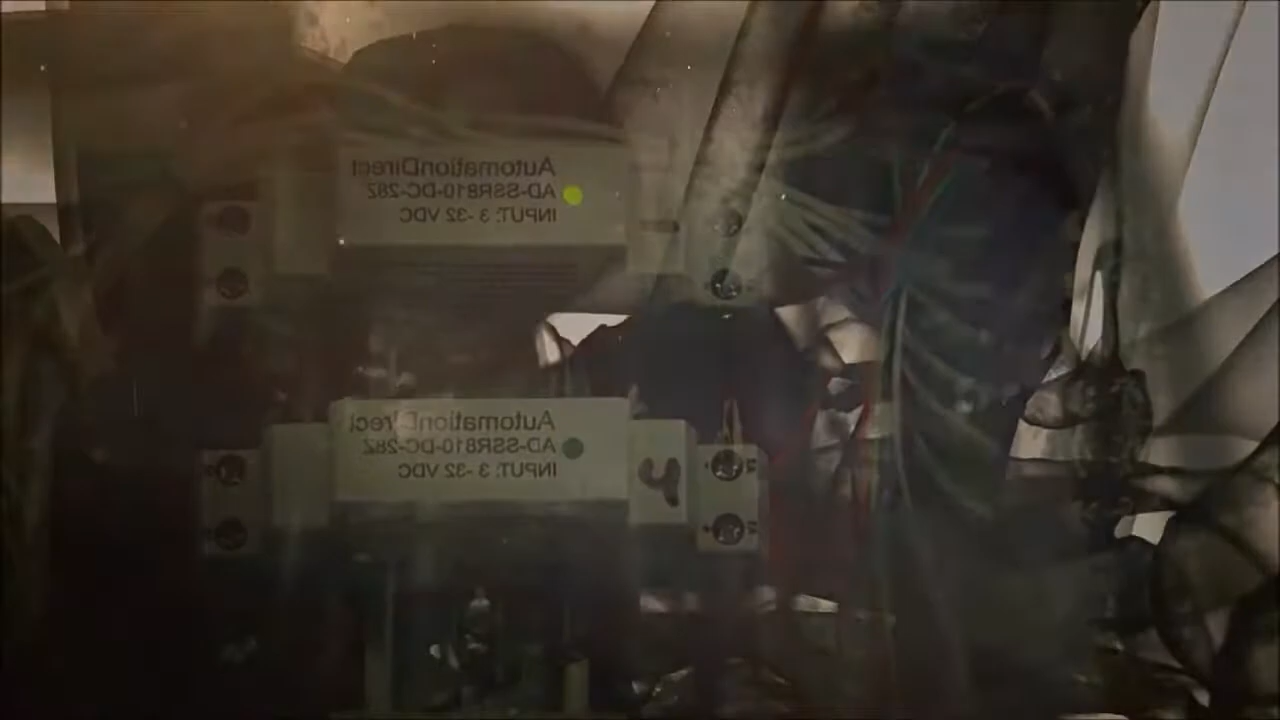 AutomationDirect
AD-SSR810-DC-28Z
INPUT: 3 -32 VDC
AutomationDirect
AD-SSR810-DC-28Z
INPUT: 3 -32 VDC